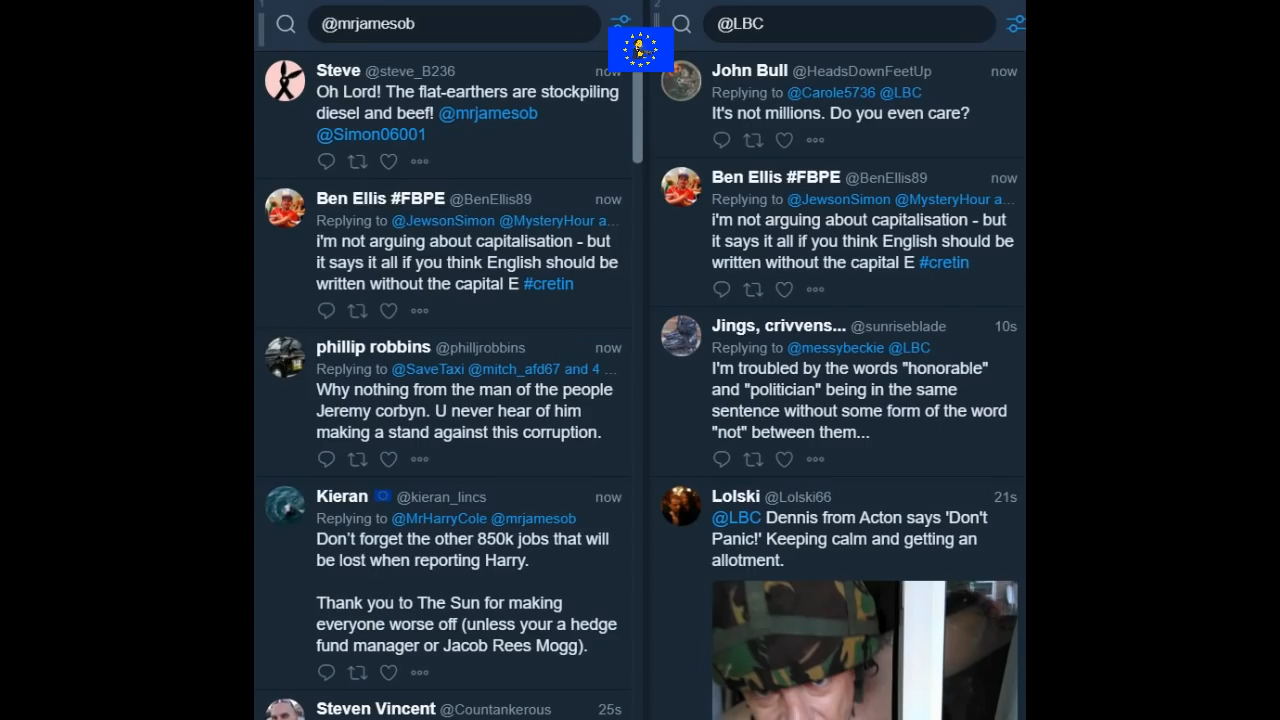 1
@mrjamesob
Steve @steve_B236 now
Oh Lord! The flat-earthers are stockpiling
diesel and beef! @mrjamesob
@Simon06001
Ben Ellis #FBPE @BenEllis89 now
Replying to @JewsonSimon @MysteryHour a...
i'm not arguing about capitalisation - but
it says it all if you think English should be
written without the capital E #cretin
phillip robbins @philljrobbins now
Replying to @SaveTaxi @mitch_afd67 and 4 ...
Why nothing from the man of the people
Jeremy corbyn. U never hear of him
making a stand against this corruption.
Kieran @kieran_lincs now
Replying to @MrHarryCole @mrjamesob
Don't forget the other 850k jobs that will
be lost when reporting Harry.
Thank you to The Sun for making
everyone worse off (unless your a hedge
fund manager or Jacob Rees Mogg).
Steven Vincent @Countankerous 25s
2
@LBC
John Bull @HeadsDownFeetUp now
Replying to @Carole5736 @LBC
It's not millions. Do you even care?
Ben Ellis #FBPE @BenEllis89 now
Replying to @JewsonSimon @MysteryHour a...
i'm not arguing about capitalisation - but
it says it all if you think English should be
written without the capital E #cretin
Jings, crivvens... @sunriseblade 10s
Replying to @messybeckie @LBC
I'm troubled by the words "honorable"
and "politician" being in the same
sentence without some form of the word
"not" between them...
Lolski @Lolski66 21s
@LBC Dennis from Acton says 'Don't
Panic!' Keeping calm and getting an
allotment.